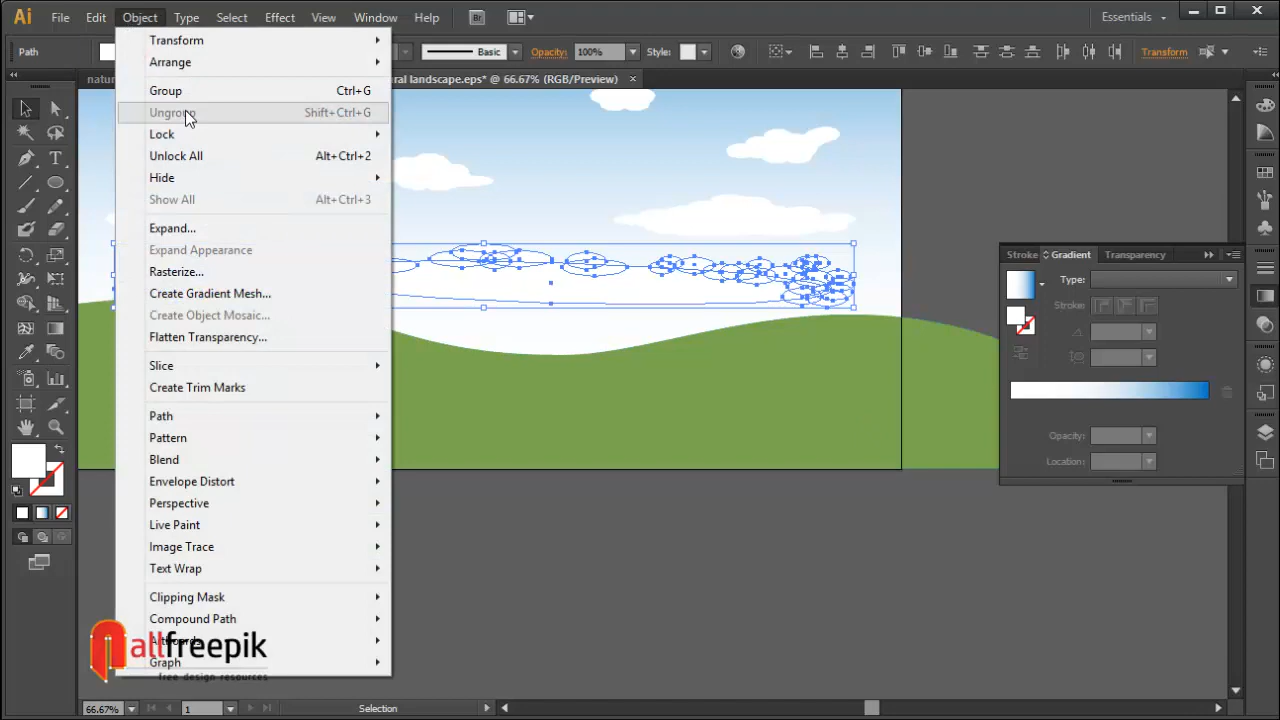 Ai File Edit Object Type Select Effect View Window Help Br Essentials
Path Basic Opacity: 100% Style: Transform
natu
ral landscape.eps* @ 66.67% (RGB/Preview)
Transform
Arrange
Group Ctrl+G
Ungroup Shift+Ctrl+G
Lock
Unlock All Alt+Ctrl+2
Hide
Show All Alt+Ctrl+3
Expand...
Expand Appearance
Rasterize...
Create Gradient Mesh...
Create Object Mosaic...
Flatten Transparency...
Slice
Create Trim Marks
Path
Pattern
Blend
Envelope Distort
Perspective
Live Paint
Image Trace
Text Wrap
Clipping Mask
Compound Path
Artboards
Graph
allfreepik
free design resources
Stroke Gradient Transparency
Type:
Stroke:
Opacity:
Location:
66.67% 1 Selection